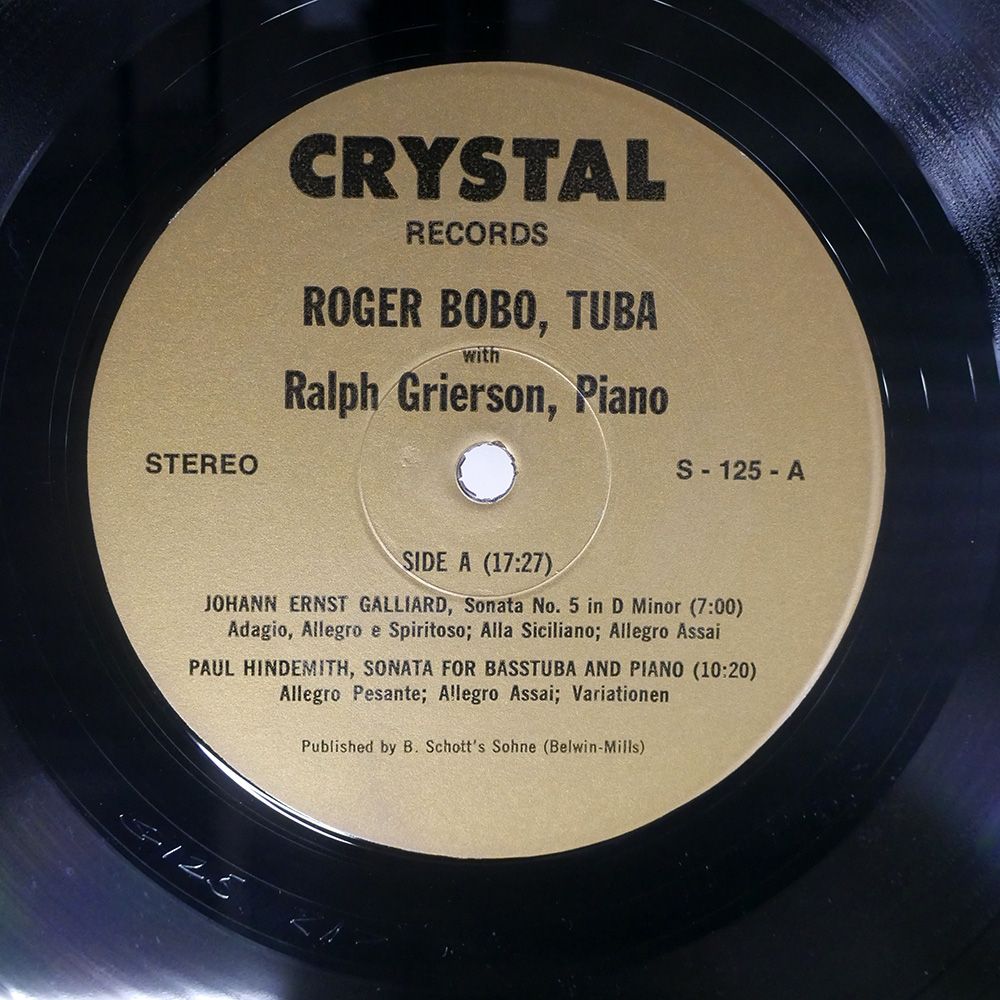 CRYSTAL
RECORDS
ROGER BOBO, TUBA
with
Ralph Grierson, Piano
STEREO
S - 125 - A
SIDE A (17:27)
JOHANN ERNST GALLIARD, Sonata No. 5 in D Minor (7:00)
Adagio, Allegro e Spiritoso; Alla Siciliano; Allegro Assai
PAUL HINDEMITH, SONATA FOR BASSTUBA AND PIANO (10:20)
Allegro Pesante; Allegro Assai; Variationen
Published by B. Schott's Sohne (Belwin-Mills)